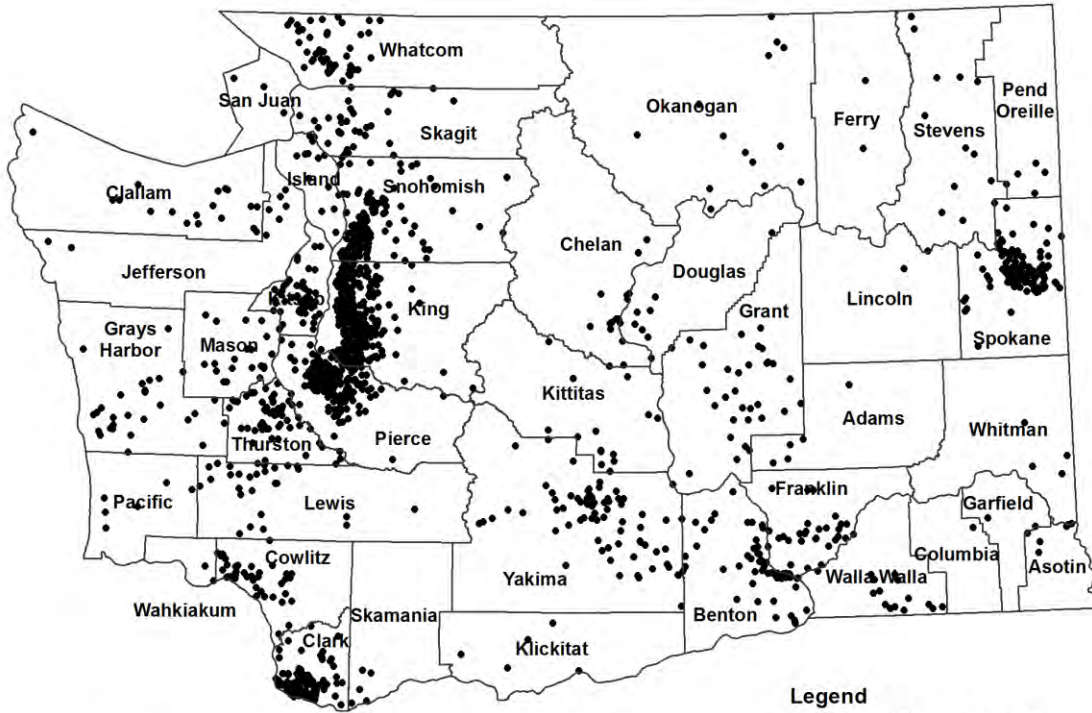 Whatcom
San Juan
Skagit
Okanogan
Ferry
Stevens
Pend
Oreille
Clallam
Island
Snohomish
Chelan
Douglas
Jefferson
Kitsap
King
Grant
Lincoln
Spokane
Grays
Harbor
Mason
Kittitas
Adams
Whitman
Thurston
Pierce
Pacific
Lewis
Franklin
Garfield
Cowlitz
Yakima
Columbia
Asotin
Wahkiakum
Skamania
Walla Walla
Benton
Clark
Klickitat
Legend